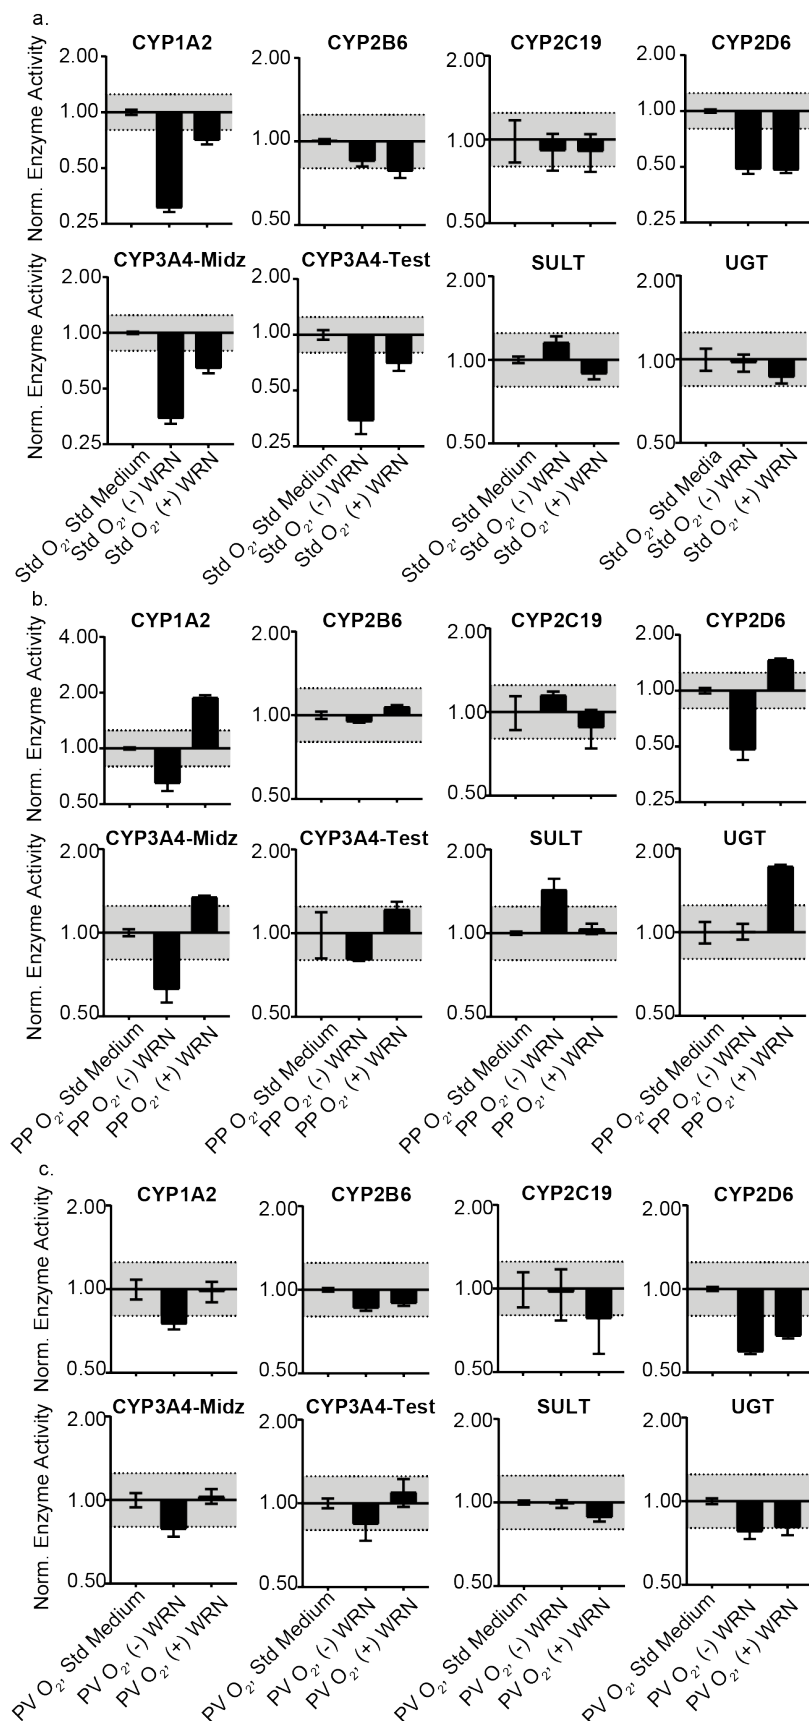 a.
CYP1A2 CYP2B6 CYP2C19 CYP2D6
Norm. Enzyme Activity
2.00 1.00 0.50 0.25
2.00 1.00 0.50
2.00 1.00 0.50
2.00 1.00 0.50 0.25
CYP3A4-Midz CYP3A4-Test SULT UGT
Norm. Enzyme Activity
2.00 1.00 0.50 0.25
2.00 1.00 0.50 0.25
2.00 1.00 0.50
2.00 1.00 0.50
Std O2, Std Medium
Std O2, (-) WRN
Std O2, (+) WRN
Std O2, Std Medium
Std O2, (-) WRN
Std O2, (+) WRN
Std O2, Std Medium
Std O2, (-) WRN
Std O2, (+) WRN
Std O2, Std Media
Std O2, (-) WRN
Std O2, (+) WRN
b.
CYP1A2 CYP2B6 CYP2C19 CYP2D6
Norm. Enzyme Activity
4.00 2.00 1.00 0.50
2.00 1.00 0.50
2.00 1.00 0.50
2.00 1.00 0.50 0.25
CYP3A4-Midz CYP3A4-Test SULT UGT
Norm. Enzyme Activity
2.00 1.00 0.50
2.00 1.00 0.50
2.00 1.00 0.50
2.00 1.00 0.50
PP O2, Std Medium
PP O2, (-) WRN
PP O2, (+) WRN
PP O2, Std Medium
PP O2, (-) WRN
PP O2, (+) WRN
PP O2, Std Medium
PP O2, (-) WRN
PP O2, (+) WRN
PP O2, Std Medium
PP O2, (-) WRN
PP O2, (+) WRN
c.
CYP1A2 CYP2B6 CYP2C19 CYP2D6
Norm. Enzyme Activity
2.00 1.00 0.50
2.00 1.00 0.50
2.00 1.00 0.50
2.00 1.00 0.50
CYP3A4-Midz CYP3A4-Test SULT UGT
Norm. Enzyme Activity
2.00 1.00 0.50
2.00 1.00 0.50
2.00 1.00 0.50
2.00 1.00 0.50
PV O2, Std Medium
PV O2, (-) WRN
PV O2, (+) WRN
PV O2, Std Medium
PV O2, (-) WRN
PV O2, (+) WRN
PV O2, Std Medium
PV O2, (-) WRN
PV O2, (+) WRN
PV O2, Std Medium
PV O2, (-) WRN
PV O2, (+) WRN